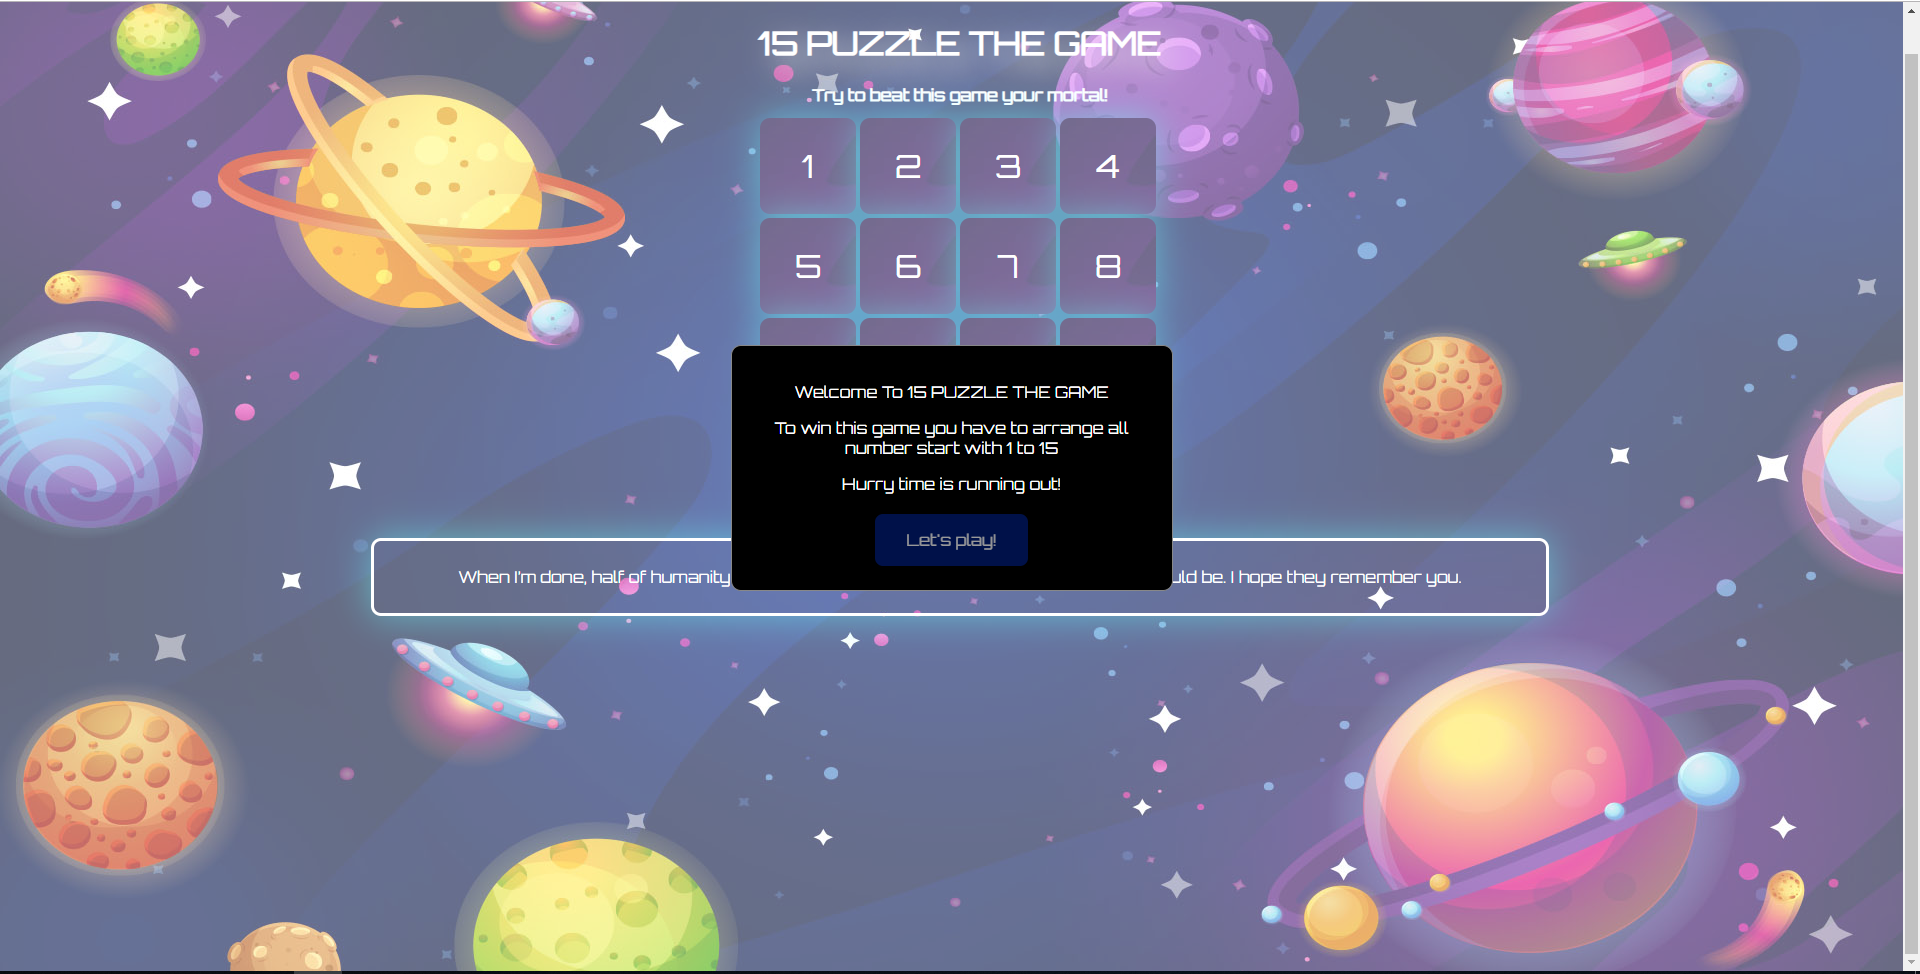 15 PUZZLE THE GAME
Try to beat this game your mortal!
1 2 3 4
5 6 7 8
Welcome To 15 PUZZLE THE GAME
To win this game you have to arrange all
number start with 1 to 15
Hurry time is running out!
Let's play!
When I'm done, half of humanity
be. I hope they remember you.